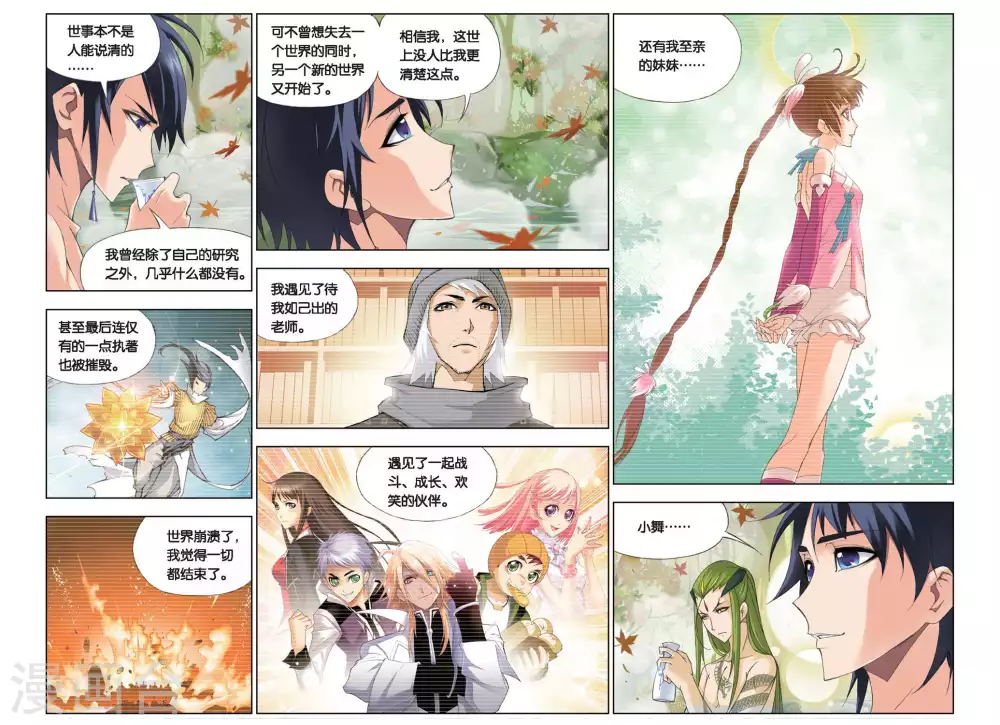 世事本不是
人能说清的
……
我曾经除了自己的研究
之外，几乎什么都没有。
甚至最后连仅
有的一点执著
也被摧毁。
世界崩溃了，
我觉得一切
都结束了。
可不曾想失去一
个世界的同时，
另一个新的世界
又开始了。
相信我，这世
上没人比我更
清楚这点。
我遇见了待
我如己出的
老师。
遇见了一起战
斗、成长、欢
笑的伙伴。
还有我至亲
的妹妹……
小舞……